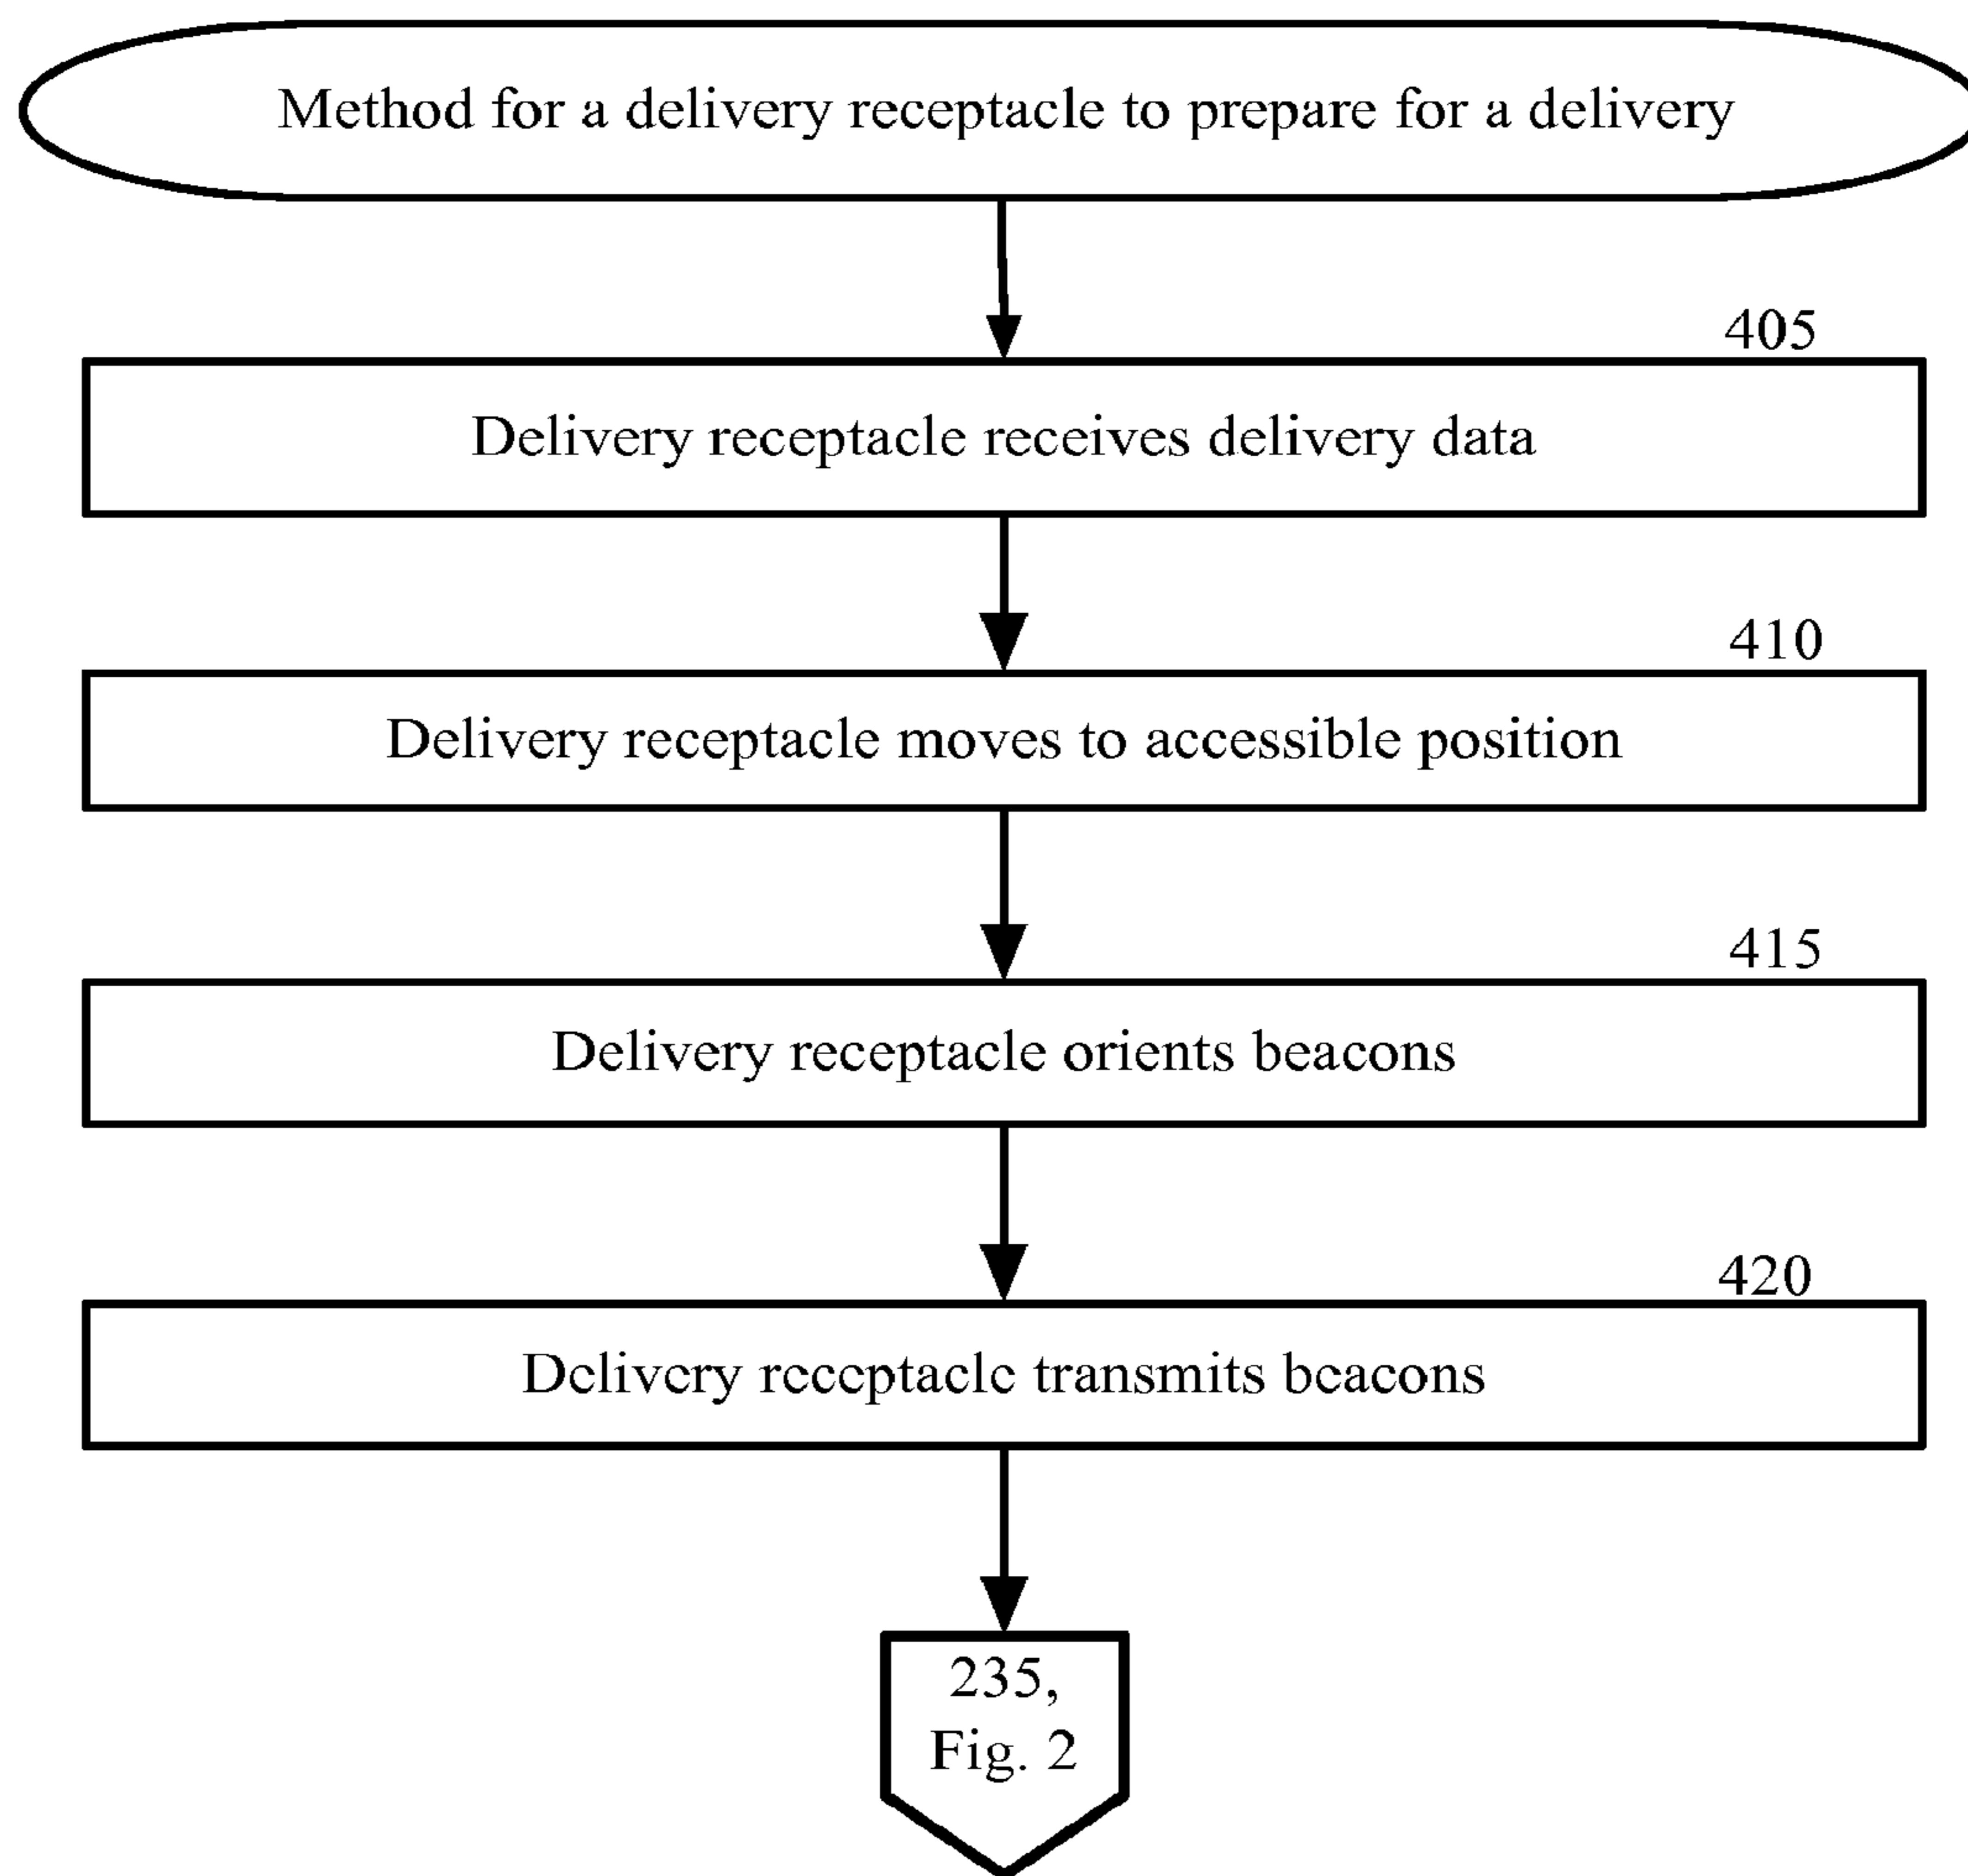 Method for a delivery receptacle to prepare for a delivery
405
Delivery receptacle receives delivery data
410
Delivery receptacle moves to accessible position
415
Delivery receptacle orients beacons
420
Delivery receptacle transmits beacons
235,
Fig. 2